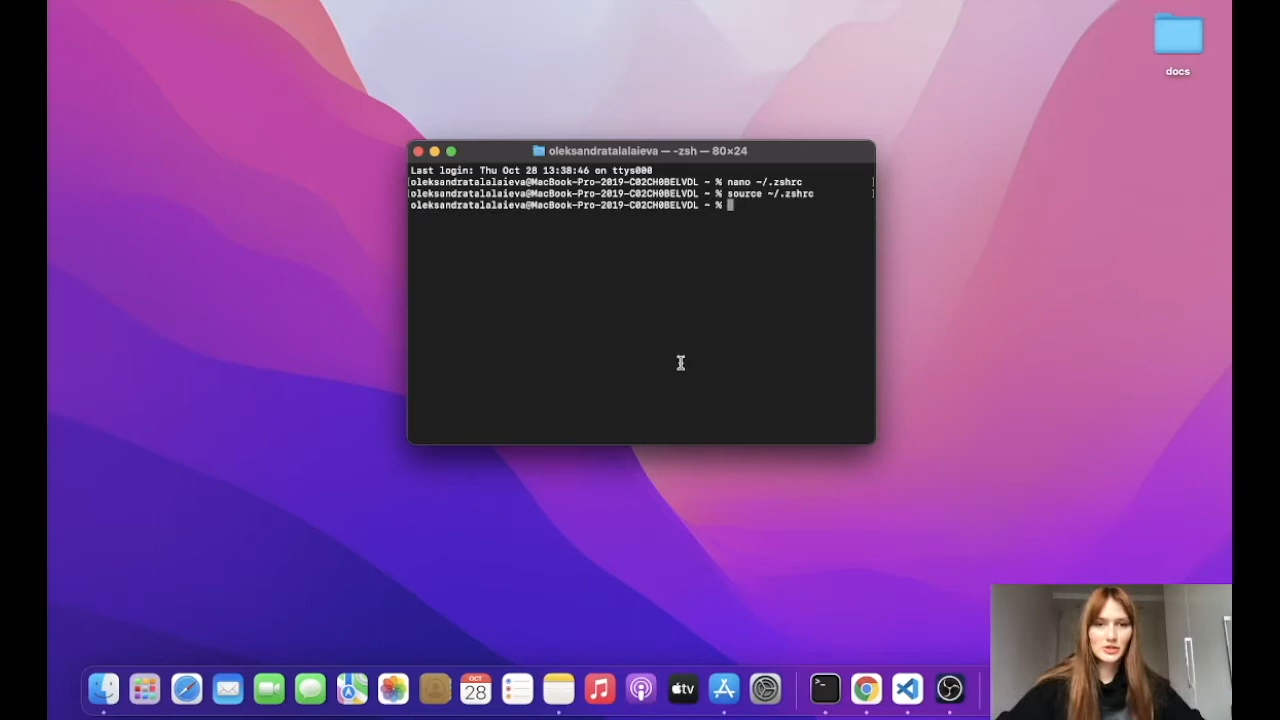 docs
oleksandratalalaieva — -zsh — 80×24
Last login: Thu Oct 28 13:38:46 on ttys000
[oleksandratalalaieva@MacBook-Pro-2019-C02CH0BELVDL ~ % nano ~/.zshrc ]
[oleksandratalalaieva@MacBook-Pro-2019-C02CH0BELVDL ~ % source ~/.zshrc ]
oleksandratalalaieva@MacBook-Pro-2019-C02CH0BELVDL ~ %
OCT
28
tv
>_